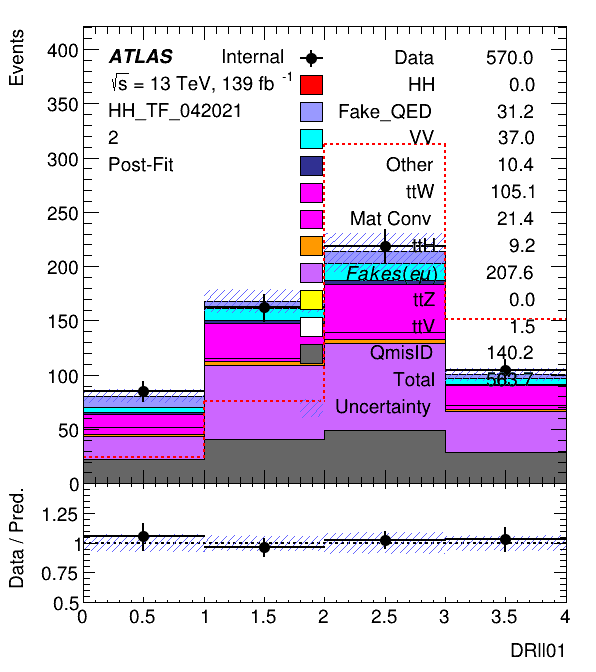 Events
400
350
300
250
200
150
100
50
0
ATLAS Internal
√s = 13 TeV, 139 fb⁻¹
HH_TF_042021
2
Post-Fit
Data 570.0
HH 0.0
Fake_QED 31.2
VV 37.0
Other 10.4
ttW 105.1
Mat Conv 21.4
ttH 9.2
Fakes(eμ) 207.6
ttZ 0.0
ttV 1.5
QmisID 140.2
Total 563.7
Uncertainty
Data / Pred.
1.25
1
0.75
0.5
0 0.5 1 1.5 2 2.5 3 3.5 4
DRll01